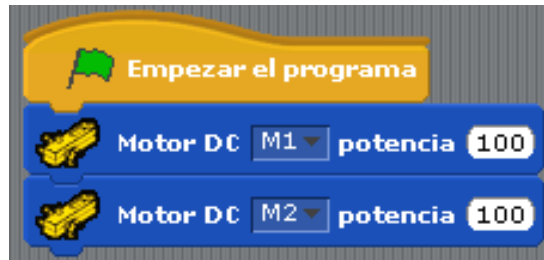 Empezar el programa
Motor DC M1 potencia 100
Motor DC M2 potencia 100